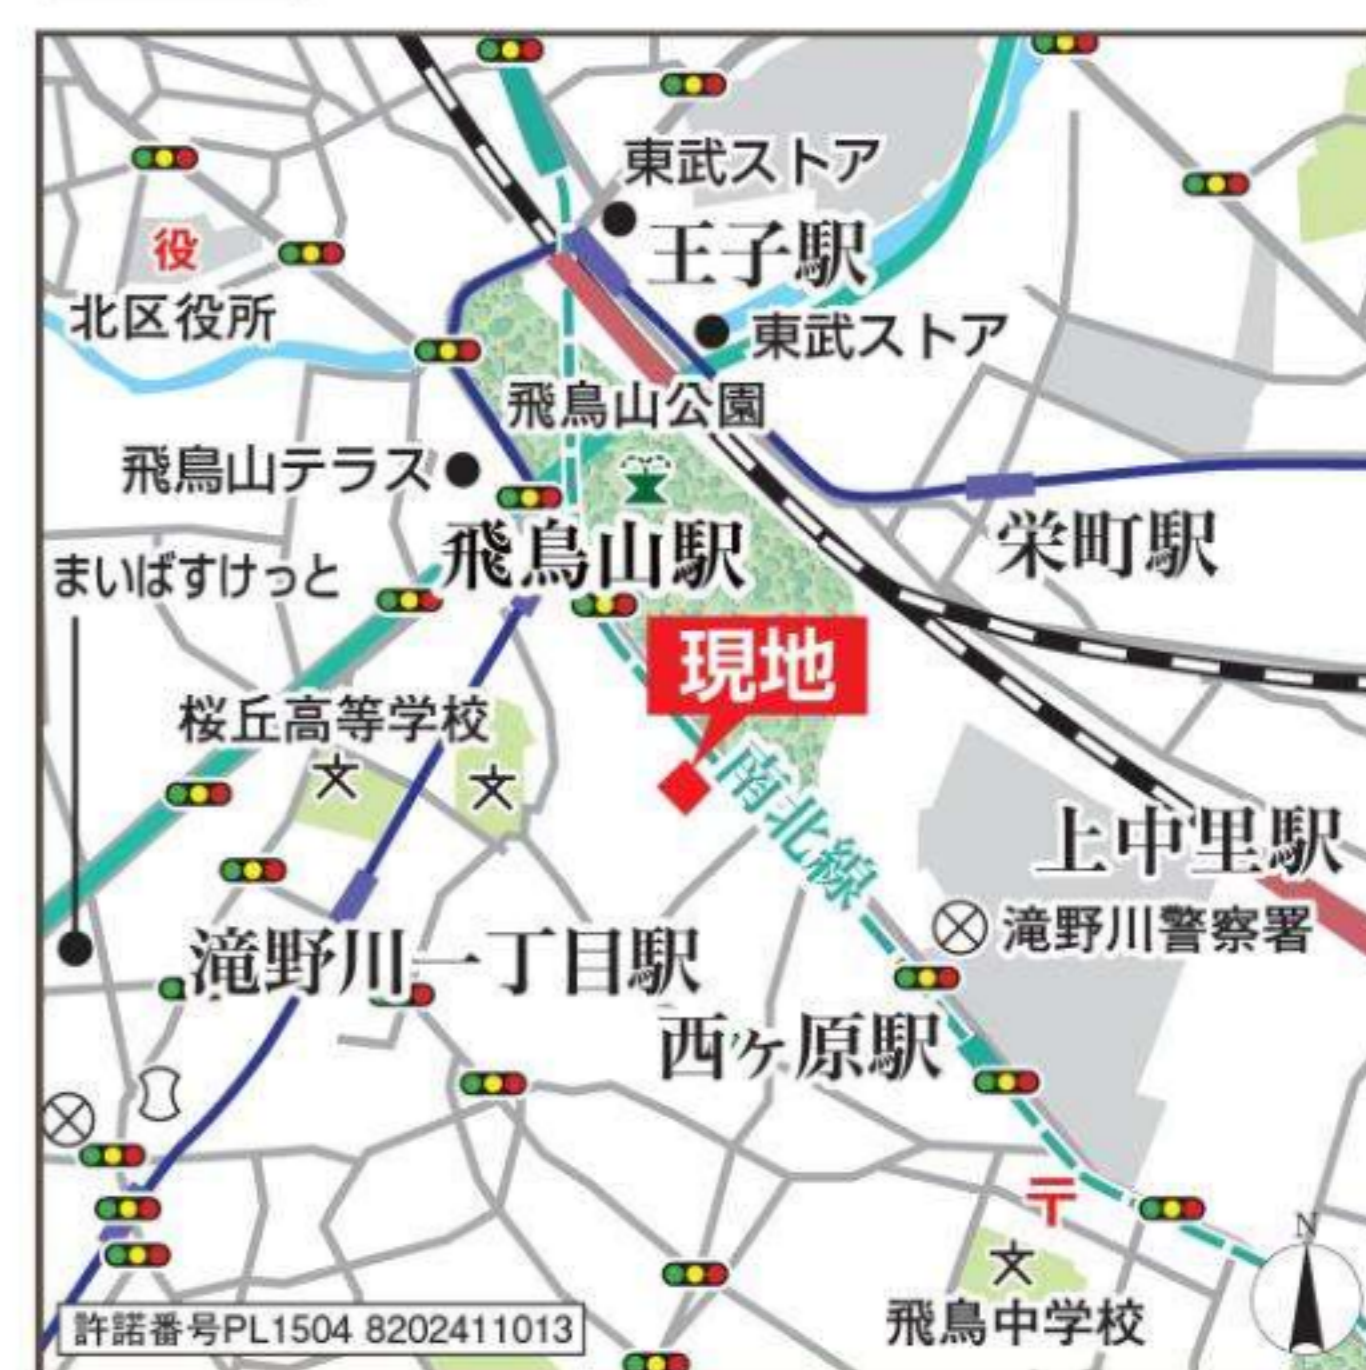 東武ストア
王子駅
役
北区役所
東武ストア
飛鳥山公園
飛鳥山テラス
飛鳥山駅
栄町駅
まいばすけっと
現地
桜丘高等学校
文
文
南北線
上中里駅
滝野川警察署
滝野川一丁目駅
西ヶ原駅
〒
N
文
飛鳥中学校
許諾番号PL1504 8202411013